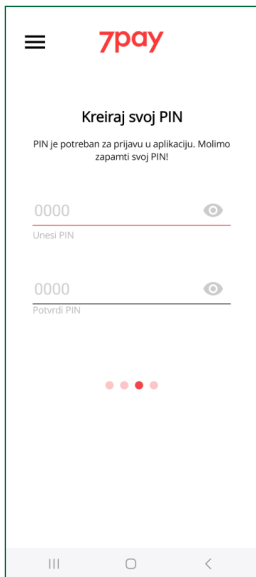 7pay
Kreiraj svoj PIN
PIN je potreban za prijavu u aplikaciju. Molimo
zapamti svoj PIN!
0000
Unesi PIN
0000
Potvrdi PIN